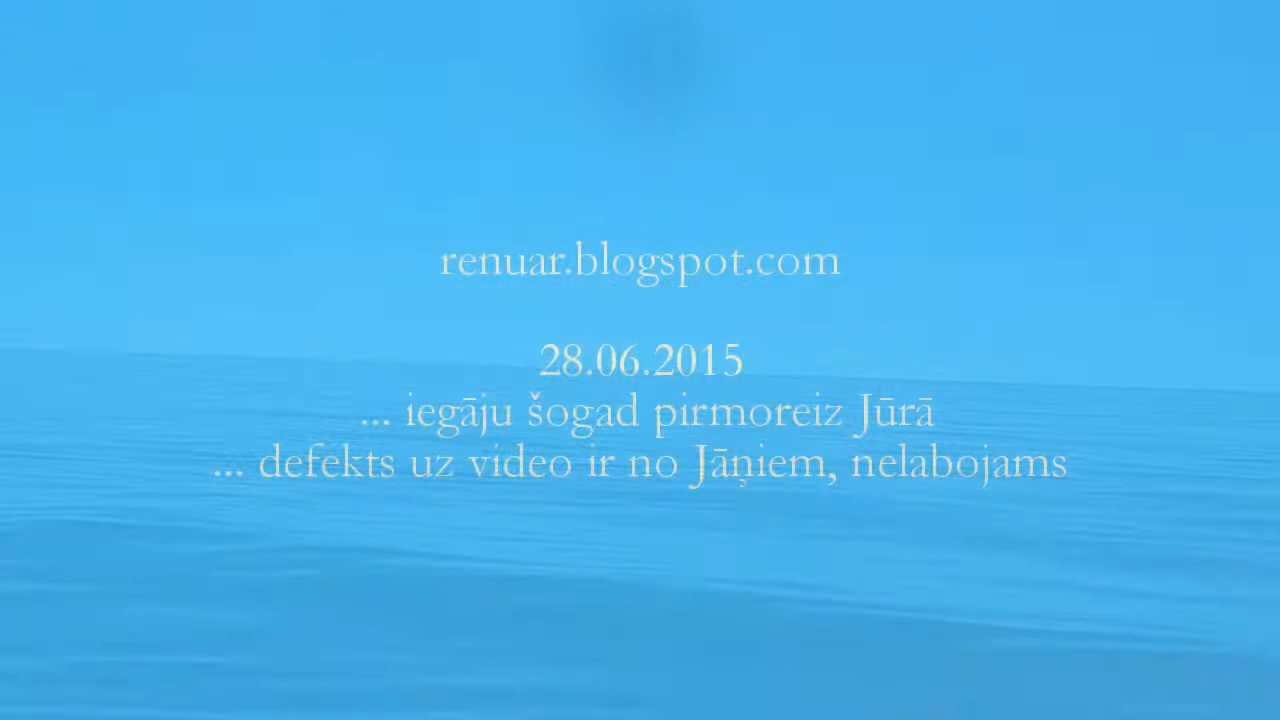 renuar.blogspot.com
28.06.2015
... iegāju šogad pirmoreiz Jūrā
... defekts uz video ir no Jāņiem, nelabojams